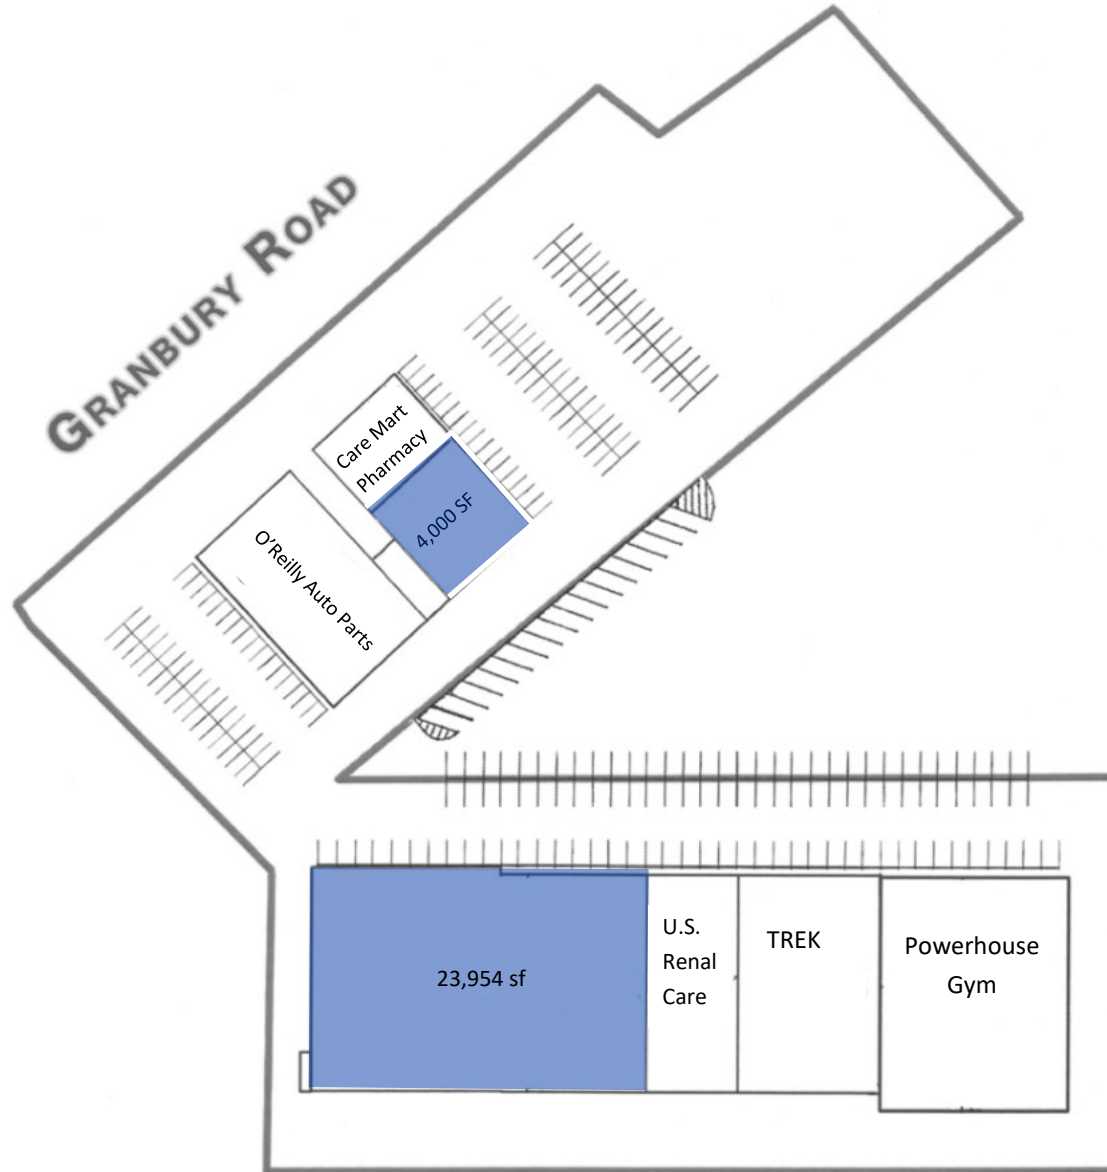 GRANBURY ROAD
Care Mart
Pharmacy
4,000 SF
O'Reilly Auto Parts
23,954 sf
U.S.
Renal
Care
TREK
Powerhouse
Gym